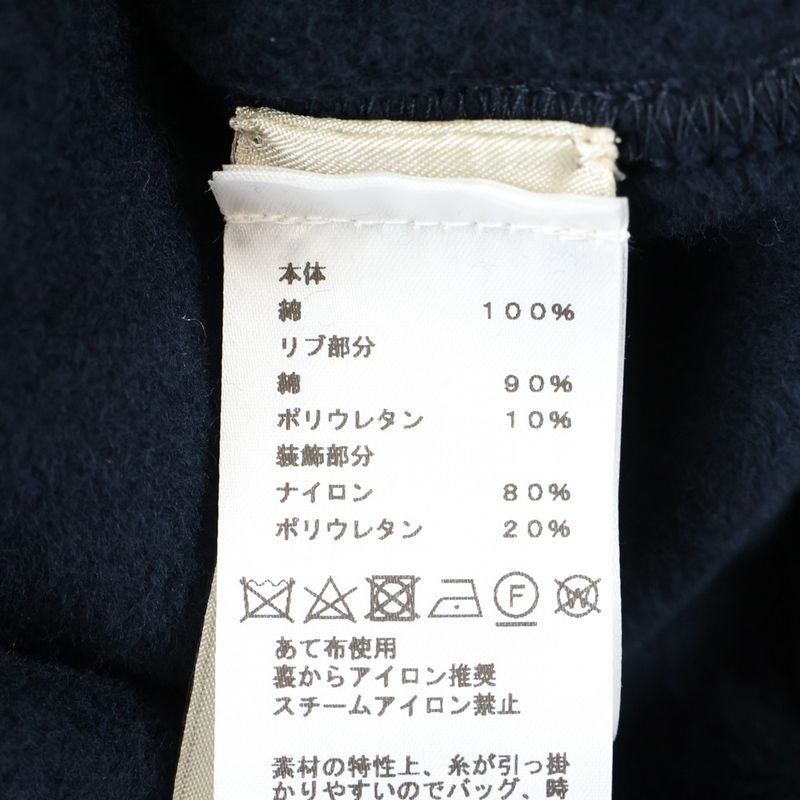 本体
綿 100%
リブ部分
綿 90%
ポリウレタン 10%
装飾部分
ナイロン 80%
ポリウレタン 20%
F W
あて布使用
裏からアイロン推奨
スチームアイロン禁止
素材の特性上、糸が引っ掛
かりやすいのでバッグ、時